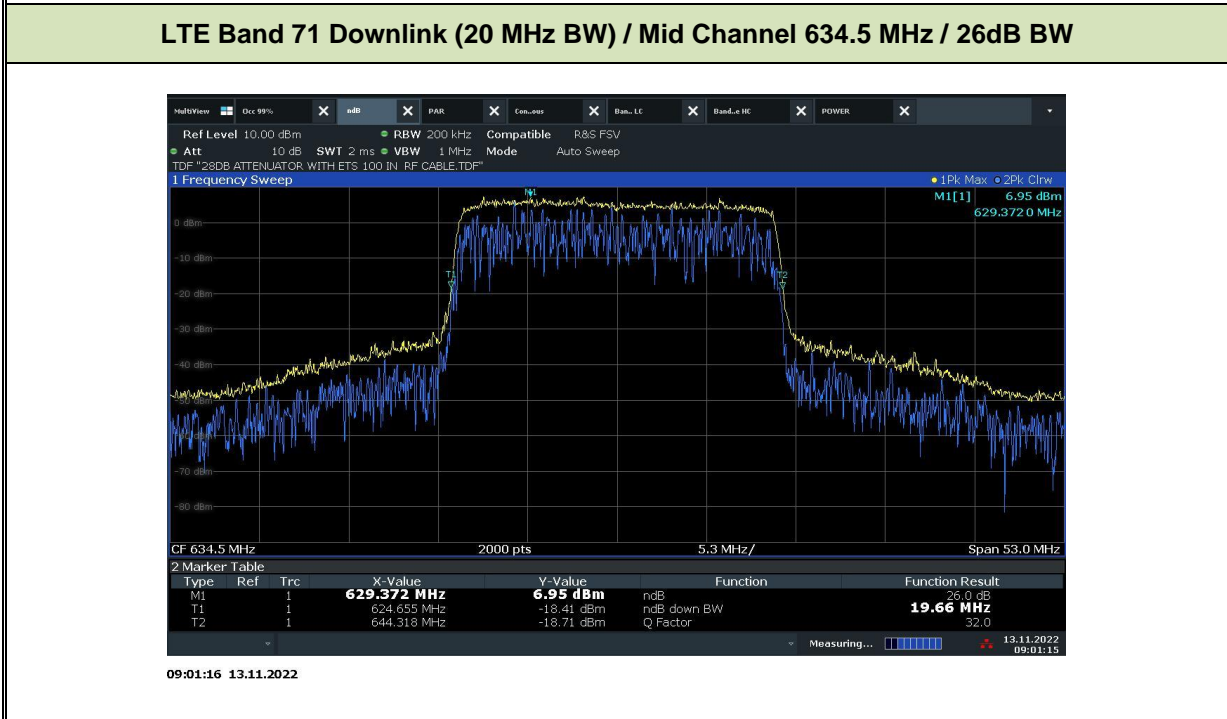 LTE Band 71 Downlink (20 MHz BW) / Mid Channel 634.5 MHz / 26dB BW
MultiView Occ 99% ndB PAR Con..ous Ban.. LC Band..e HC POWER
Ref Level 10.00 dBm RBW 200 kHz Compatible R&S FSV
Att 10 dB SWT 2 ms VBW 1 MHz Mode Auto Sweep
TDF "28DB ATTENUATOR WITH ETS 100 IN RF CABLE.TDF"
1 Frequency Sweep 1Pk Max 2Pk Clrw
M1[1] 6.95 dBm
629.372 0 MHz
M1
0 dBm
-10 dBm
T1 T2
-20 dBm
-30 dBm
-40 dBm
-50 dBm
-60 dBm
-70 dBm
-80 dBm
CF 634.5 MHz 2000 pts 5.3 MHz/ Span 53.0 MHz
2 Marker Table
Type Ref Trc X-Value Y-Value Function Function Result
M1 1 629.372 MHz 6.95 dBm ndB 26.0 dB
T1 1 624.655 MHz -18.41 dBm ndB down BW 19.66 MHz
T2 1 644.318 MHz -18.71 dBm Q Factor 32.0
Measuring... 13.11.2022
09:01:15
09:01:16 13.11.2022